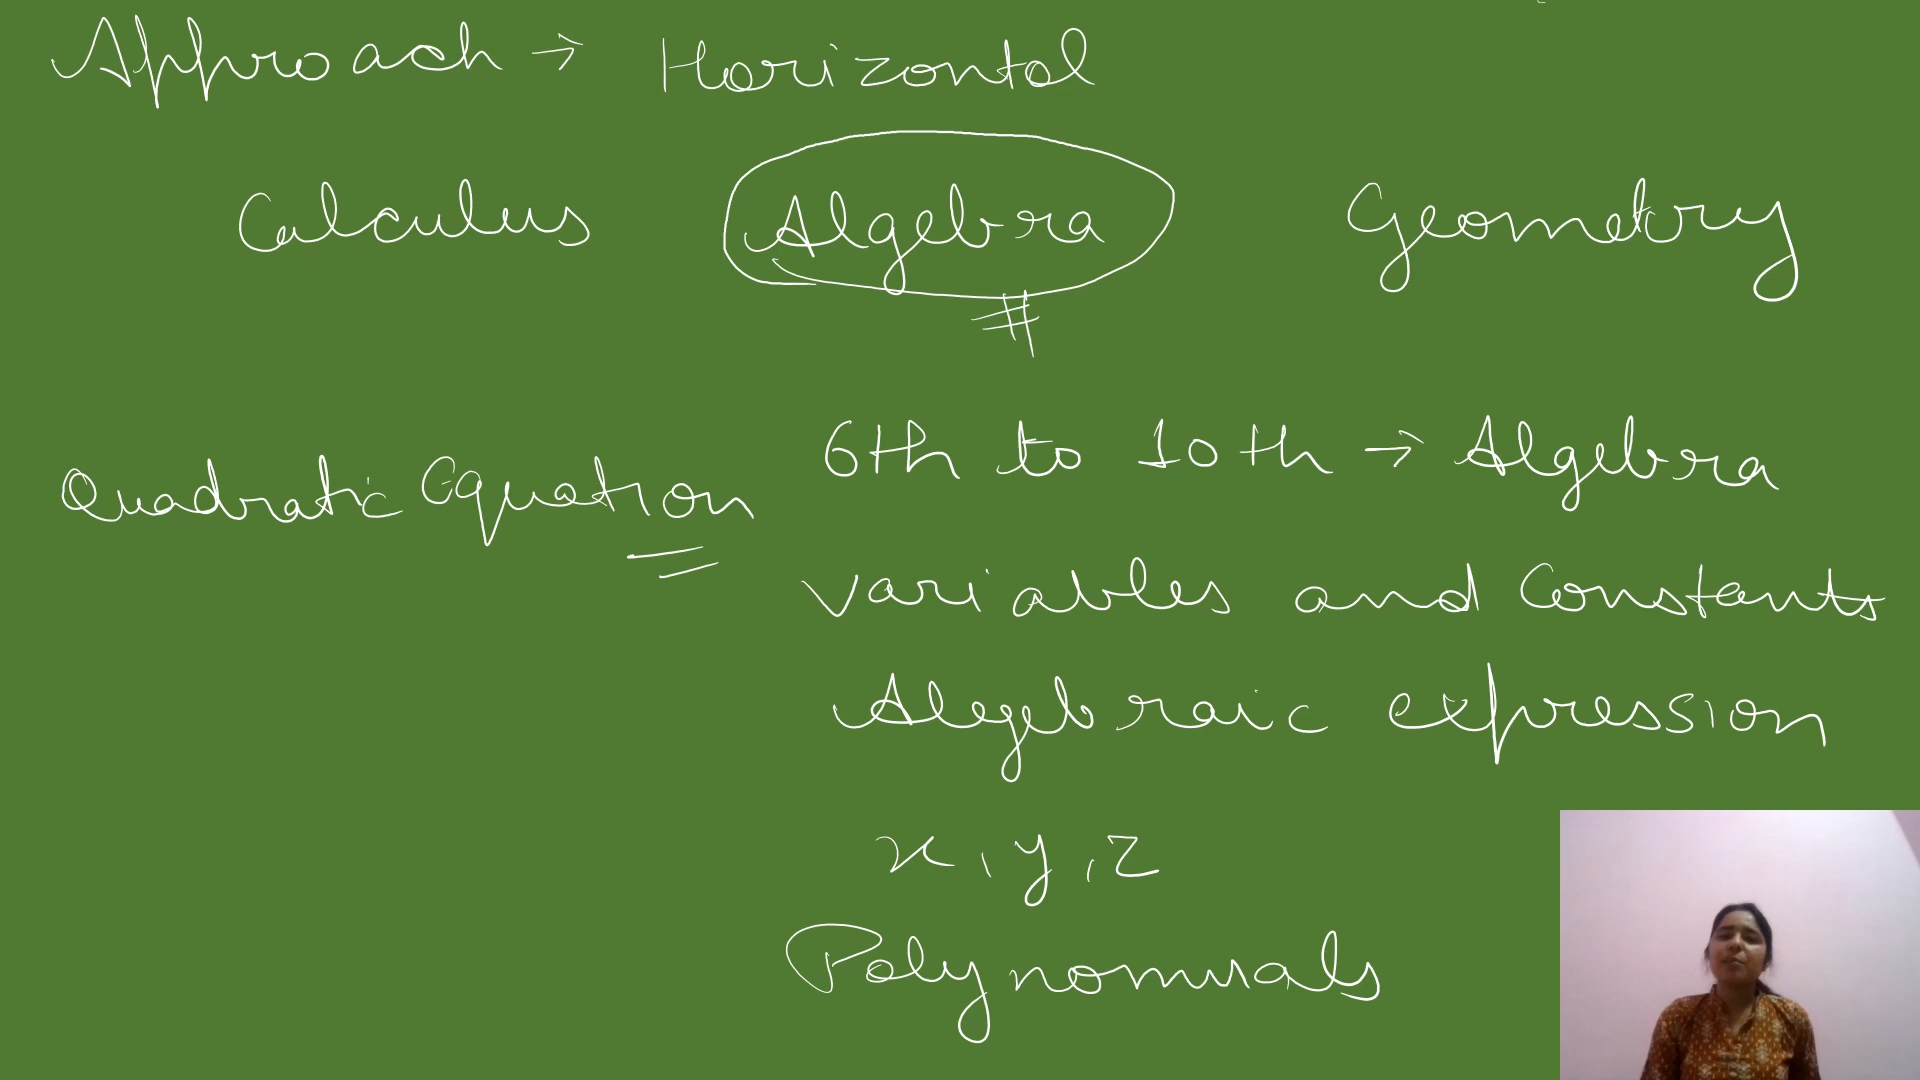 Approach → Horizontal
Calculus Algebra Geometry
6th to 10th → Algebra
Quadratic Equation
Variables and Constants
Algebraic expression
x, y, z
Polynomials